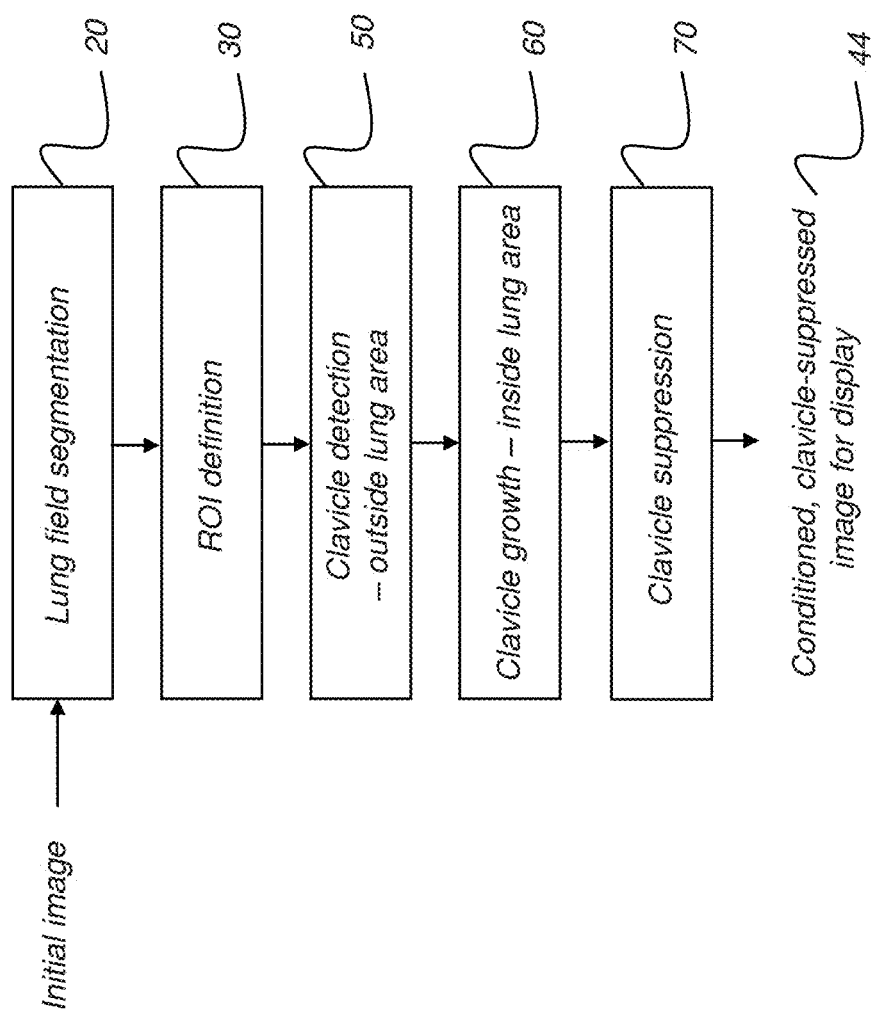 Initial image
Lung field segmentation
20
ROI definition
30
Clavicle detection
– outside lung area
50
Clavicle growth – inside lung area
60
Clavicle suppression
70
Conditioned, clavicle-suppressed
image for display
44